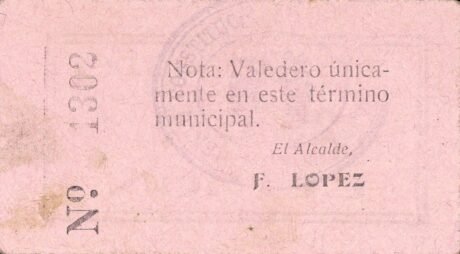 Nota: Valedero única-
mente en este término
municipal.
El Alcalde,
F. LOPEZ
Nº. 1302